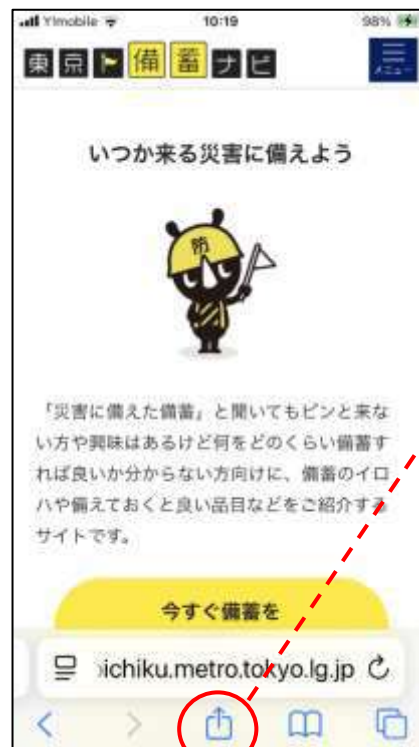 Y!mobile 10:19 98%
東京備蓄ナビ
メニュー
いつか来る災害に備えよう
防
「災害に備えた備蓄」と聞いてもピンと来な
い方や興味はあるけど何をどのくらい備蓄す
れば良いか分からない方向けに、備蓄のイロ
ハや備えておくと良い品目などをご紹介する
サイトです。
今すぐ備蓄を
ichiku.metro.tokyo.lg.jp